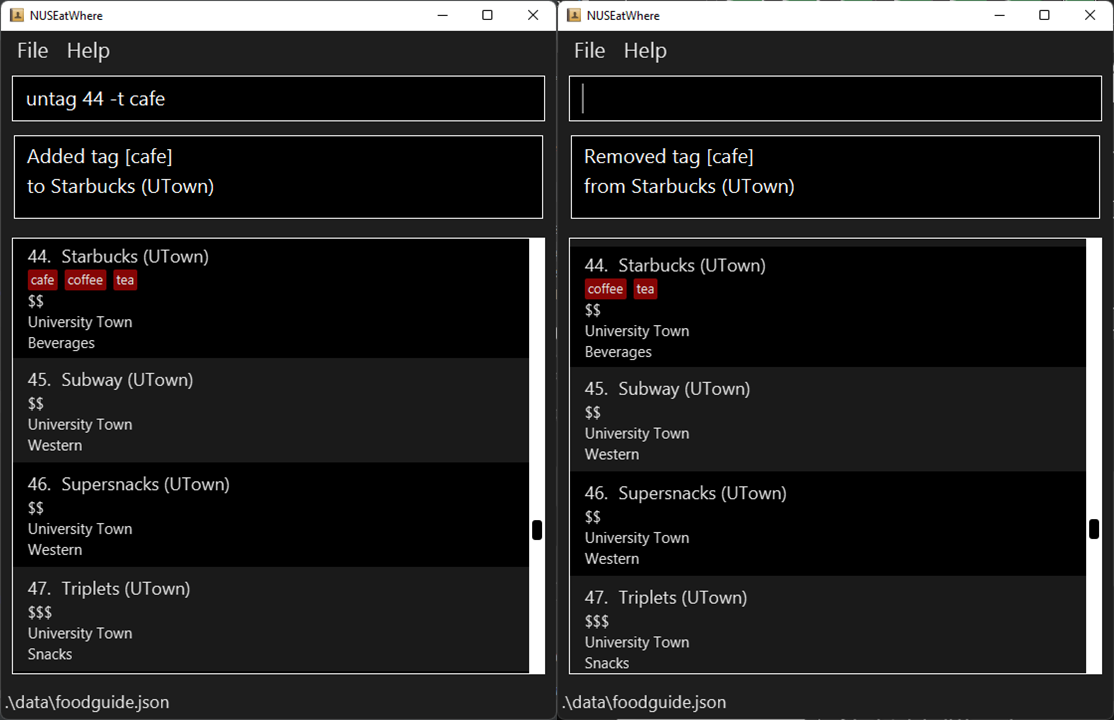 NUSEatWhere
File Help
untag 44 -t cafe
Added tag [cafe]
to Starbucks (UTown)
44. Starbucks (UTown)
cafe coffee tea
$$
University Town
Beverages
45. Subway (UTown)
$$
University Town
Western
46. Supersnacks (UTown)
$$
University Town
Western
47. Triplets (UTown)
$$$
University Town
Snacks
.\data\foodguide.json
NUSEatWhere
File Help
Removed tag [cafe]
from Starbucks (UTown)
44. Starbucks (UTown)
coffee tea
$$
University Town
Beverages
45. Subway (UTown)
$$
University Town
Western
46. Supersnacks (UTown)
$$
University Town
Western
47. Triplets (UTown)
$$$
University Town
Snacks
.\data\foodguide.json